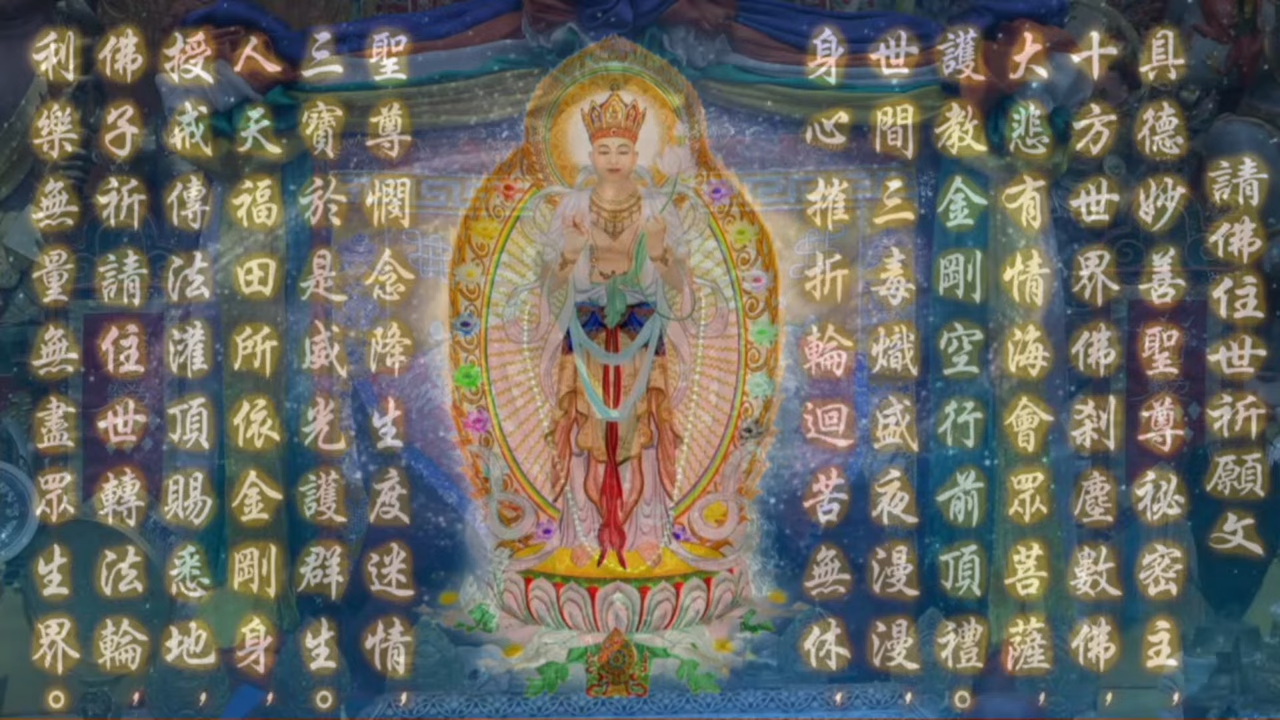 請佛住世祈願文
具德妙善聖尊祕密主，
十方世界佛刹塵數佛，
大悲有情海會眾菩薩，
護教金剛空行前頂禮。
世間三毒熾盛夜漫漫，
身心摧折輪迴苦無休，
聖尊憫念降生度迷情，
三寶於是威光護群生。
人天福田所依金剛身，
授戒傳法灌頂賜悉地，
佛子祈請住世轉法輪，
利樂無量無盡眾生界。